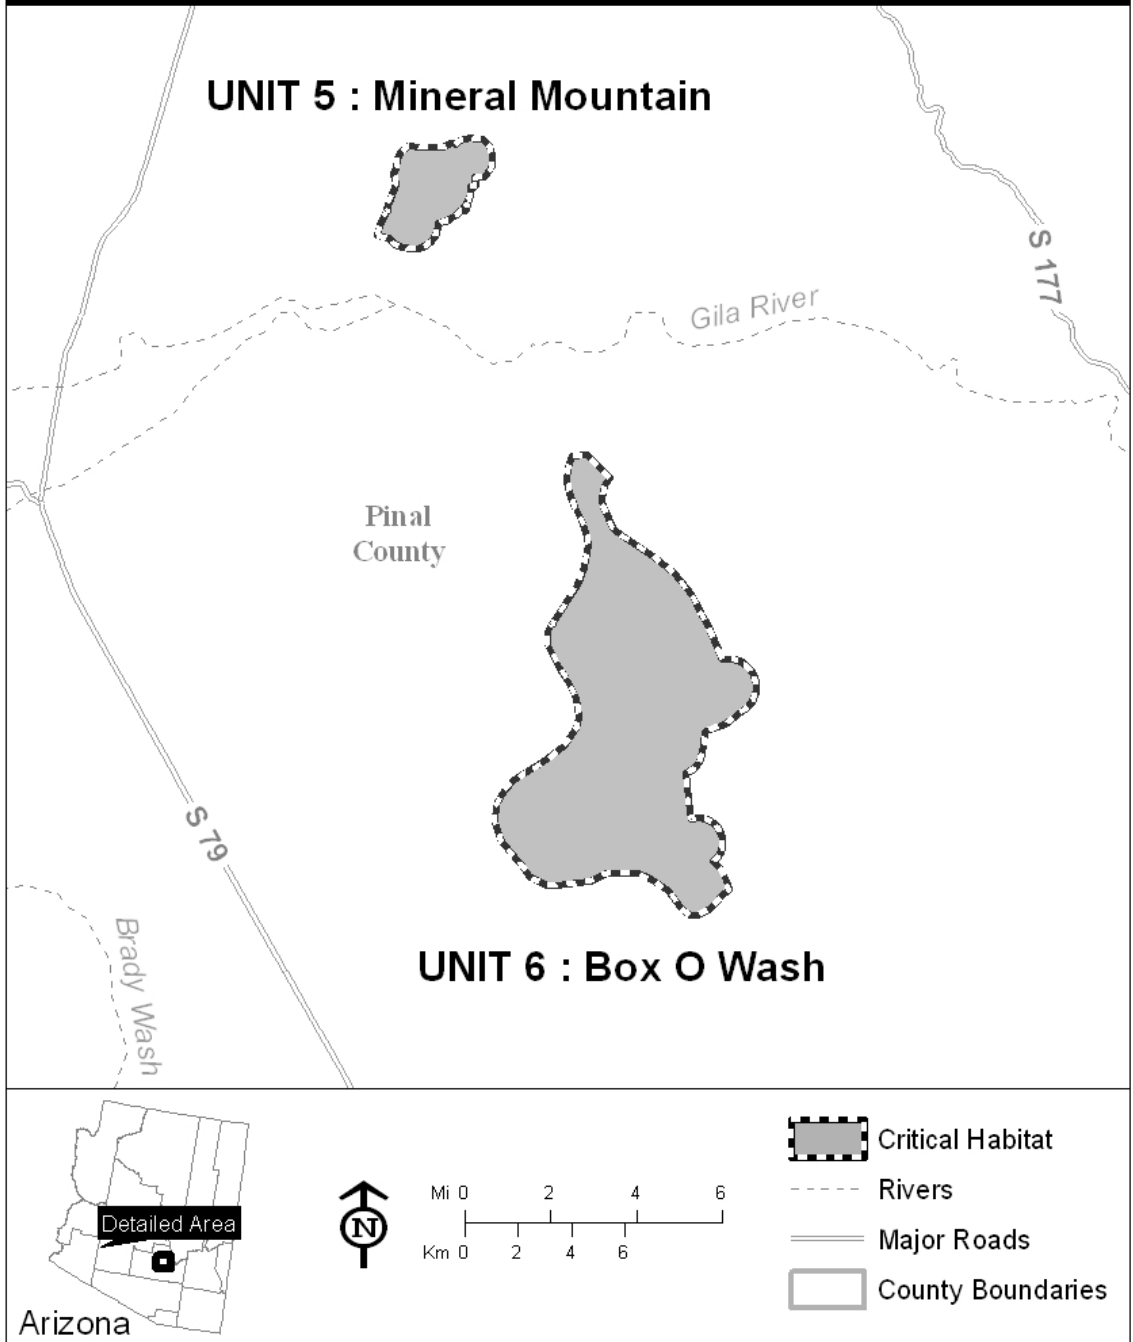 UNIT 5 : Mineral Mountain
S 177
Gila River
Pinal
County
S 79
Brady Wash
UNIT 6 : Box O Wash
Detailed Area
Arizona
N
Mi 0 2 4 6
Km 0 2 4 6
Critical Habitat
Rivers
Major Roads
County Boundaries